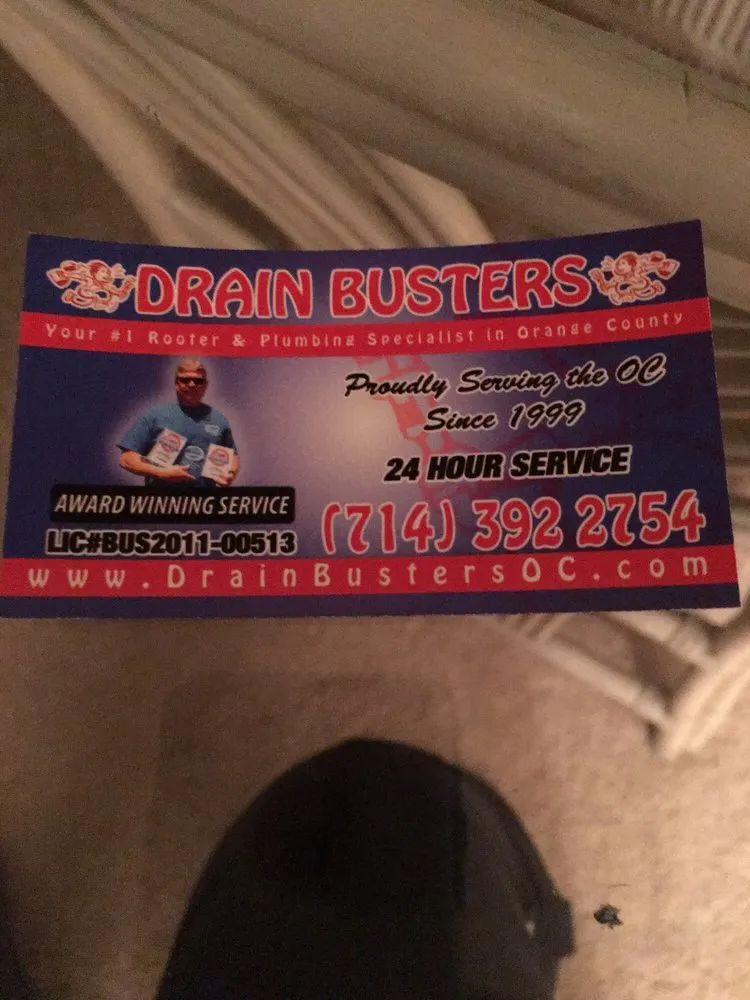 DRAIN BUSTERS
Your #1 Rooter & Plumbing Specialist in Orange County
Proudly Serving the OC
Since 1999
24 HOUR SERVICE
AWARD WINNING SERVICE
(714) 392 2754
LIC#BUS2011-00513
www.DrainBustersOC.com